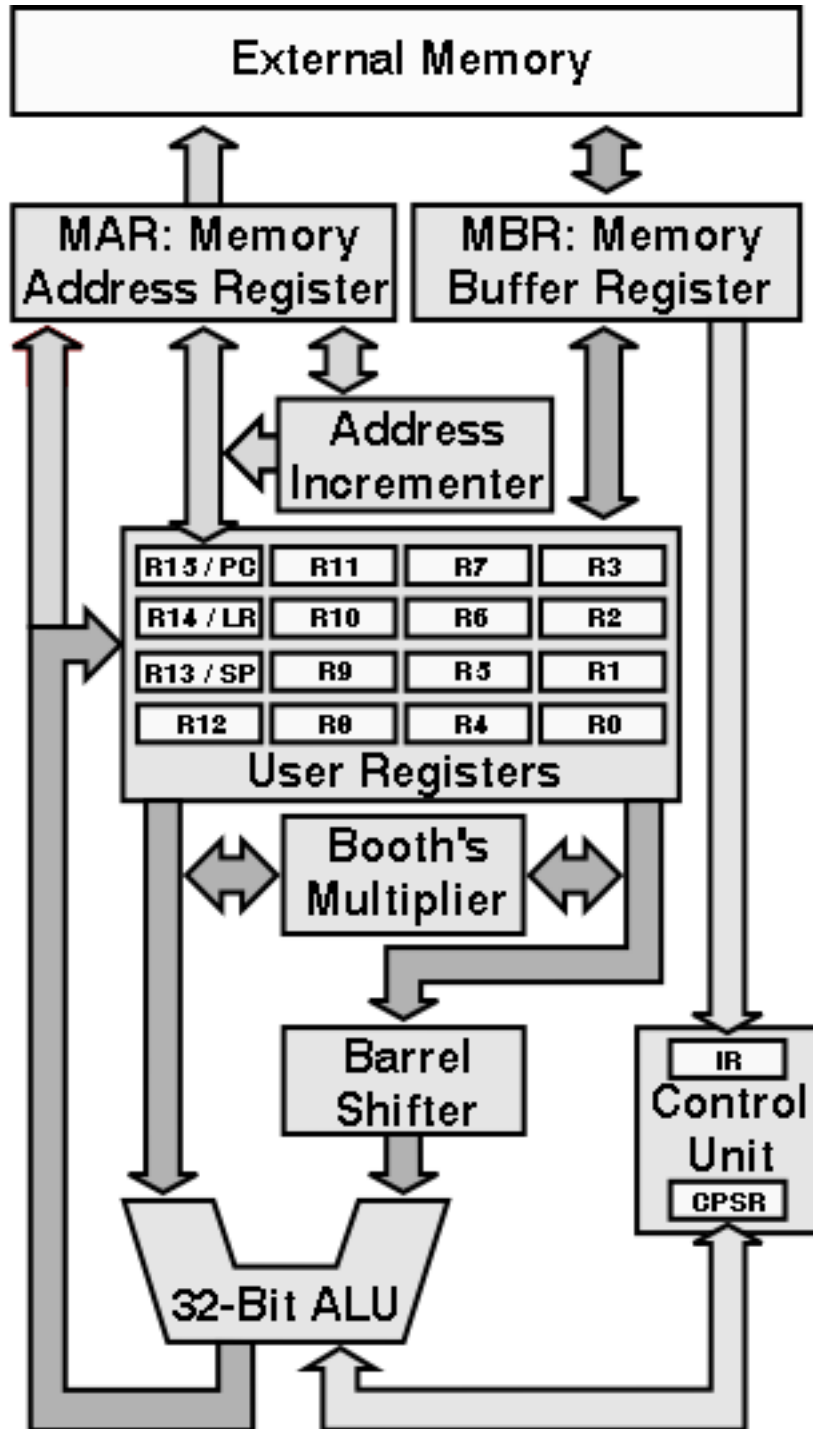 External Memory
MAR: Memory
Address Register
MBR: Memory
Buffer Register
Address
Incrementer
R15 / PC R11 R7 R3
R14 / LR R10 R6 R2
R13 / SP R9 R5 R1
R12 R8 R4 R0
User Registers
Booth's
Multiplier
Barrel
Shifter
IR
Control
Unit
CPSR
32-Bit ALU